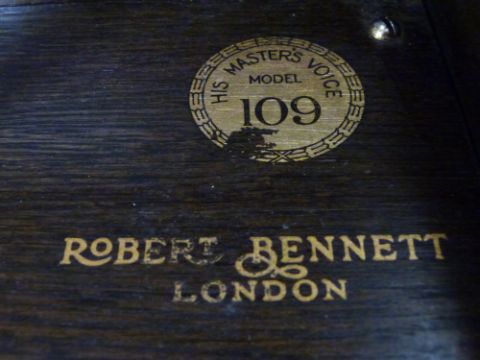 HIS MASTER'S VOICE
MODEL
109
ROBERT BENNETT
LONDON